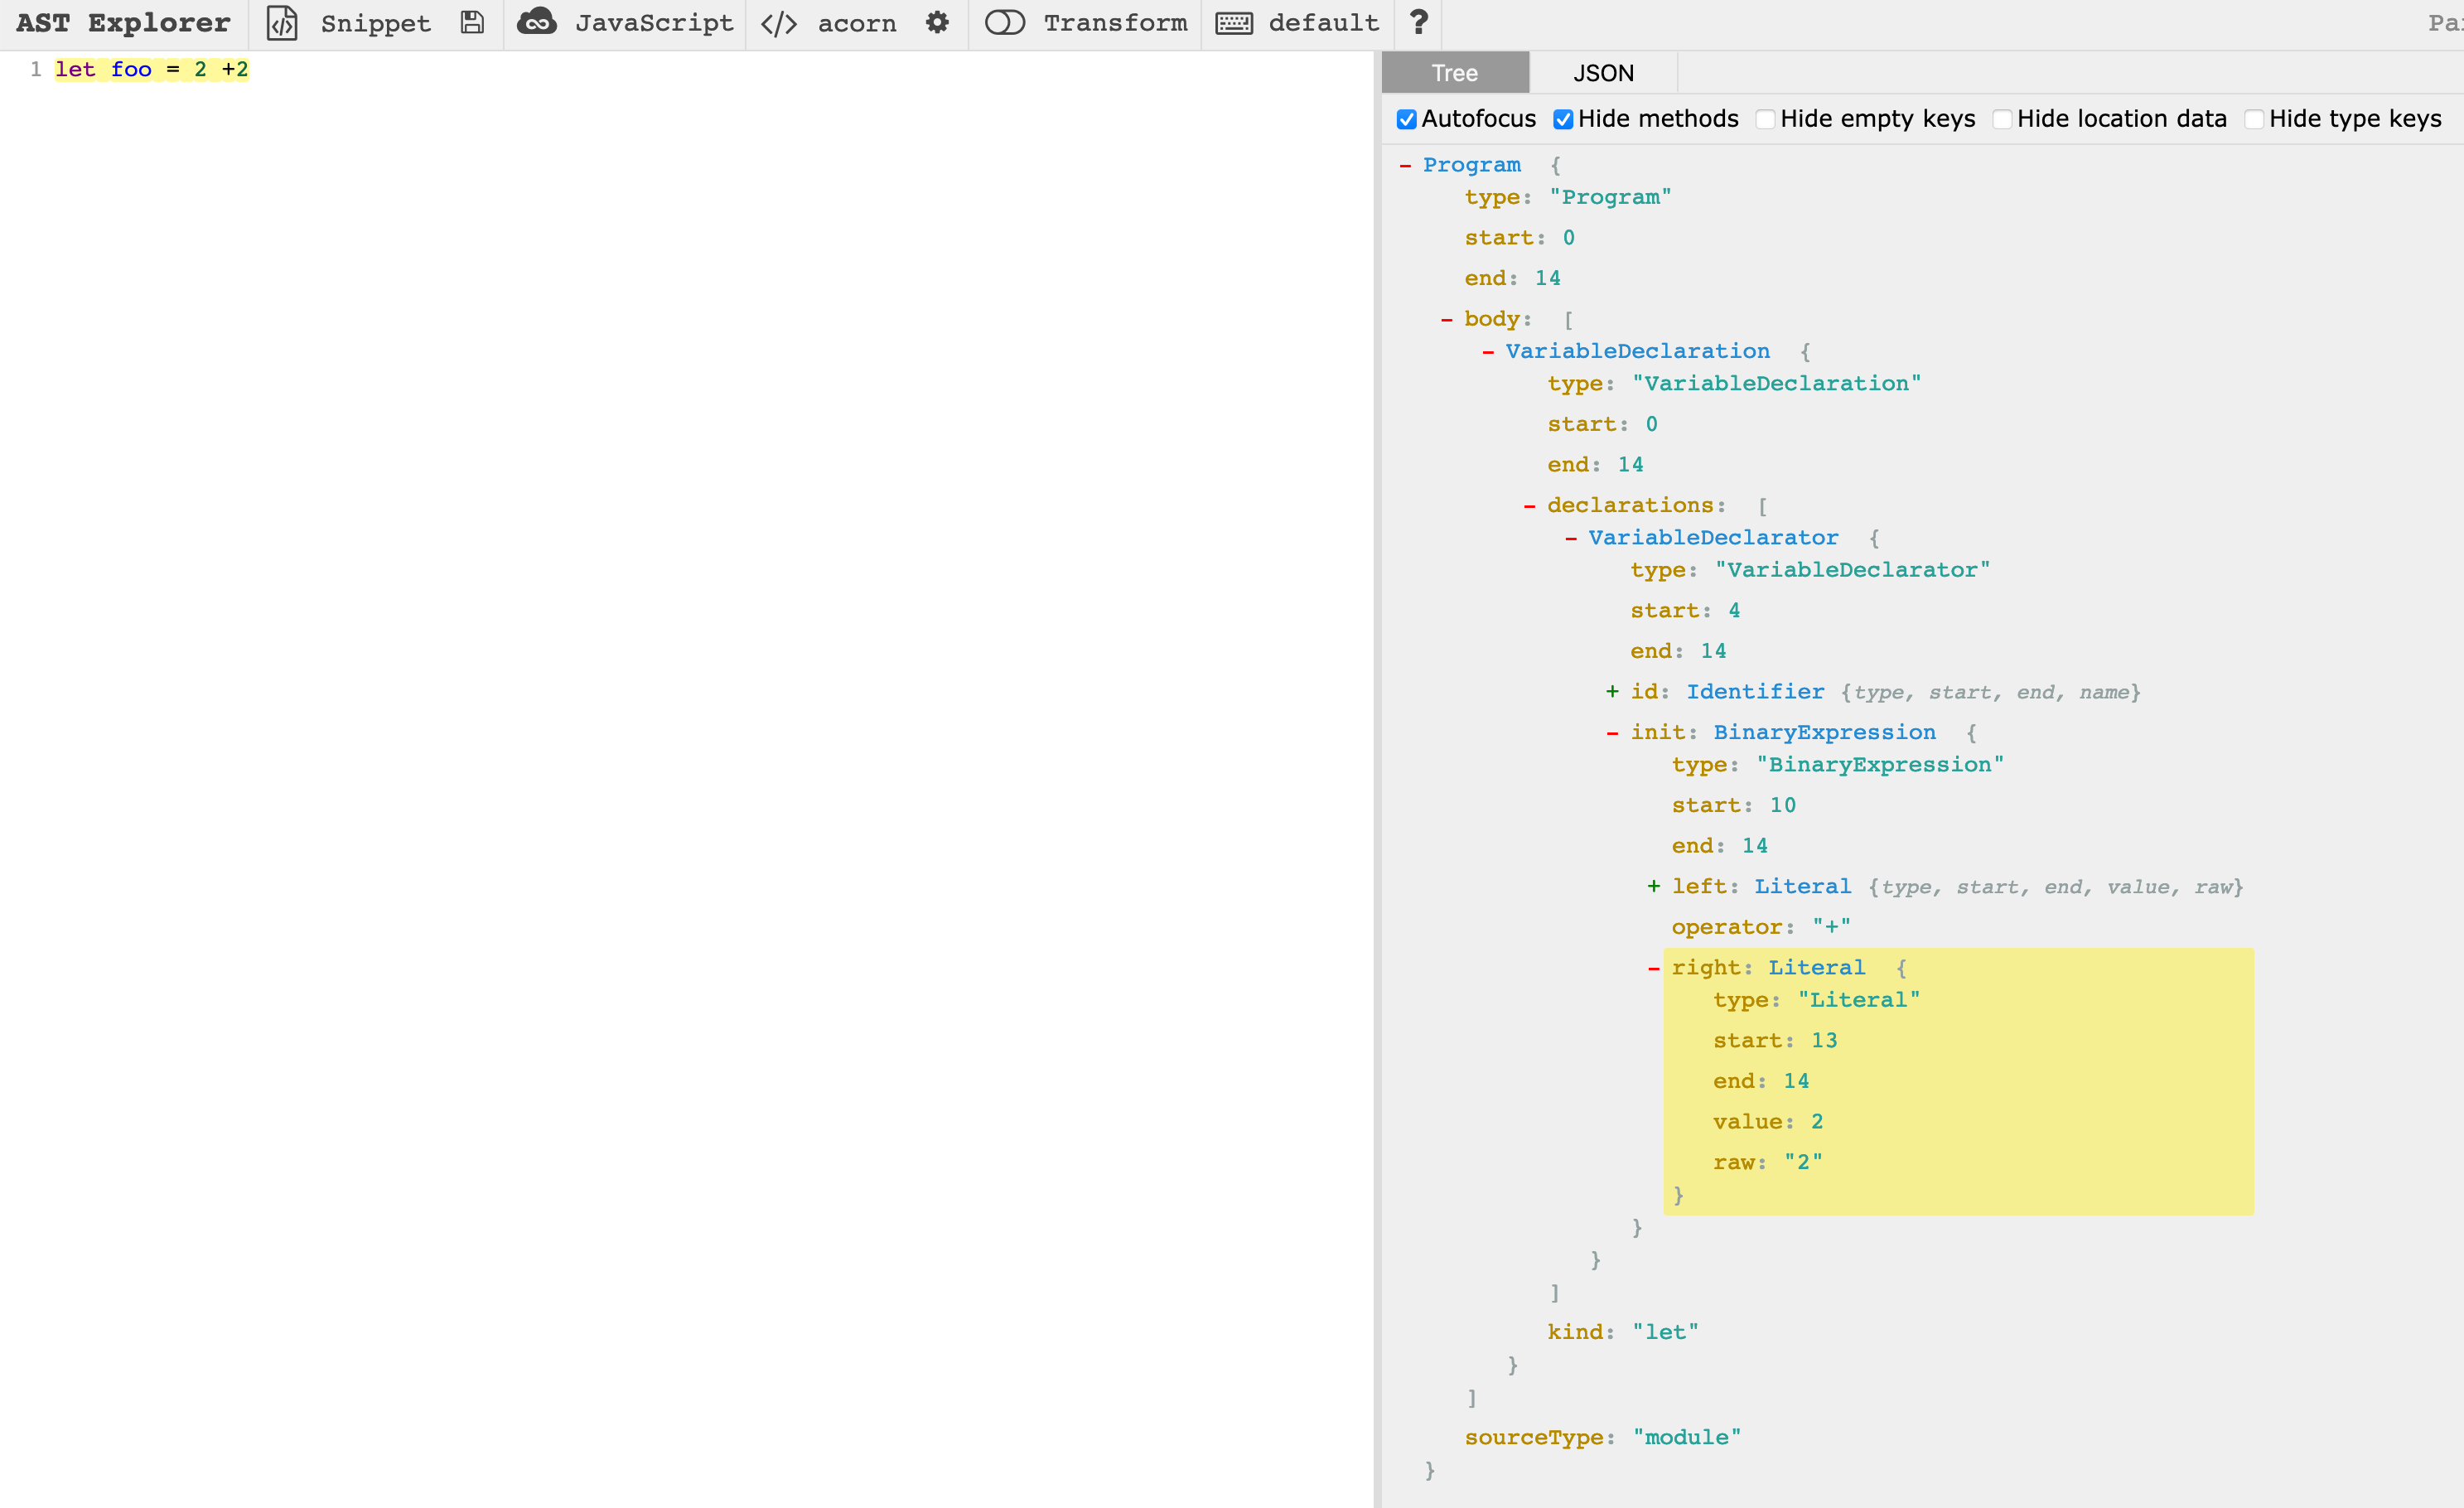 AST Explorer Snippet JavaScript </> acorn Transform default ?
1 let foo = 2 +2
Tree JSON
Autofocus Hide methods Hide empty keys Hide location data Hide type keys
- Program {
type: "Program"
start: 0
end: 14
- body: [
- VariableDeclaration {
type: "VariableDeclaration"
start: 0
end: 14
- declarations: [
- VariableDeclarator {
type: "VariableDeclarator"
start: 4
end: 14
+ id: Identifier {type, start, end, name}
- init: BinaryExpression {
type: "BinaryExpression"
start: 10
end: 14
+ left: Literal {type, start, end, value, raw}
operator: "+"
- right: Literal {
type: "Literal"
start: 13
end: 14
value: 2
raw: "2"
}
}
}
]
kind: "let"
}
]
sourceType: "module"
}